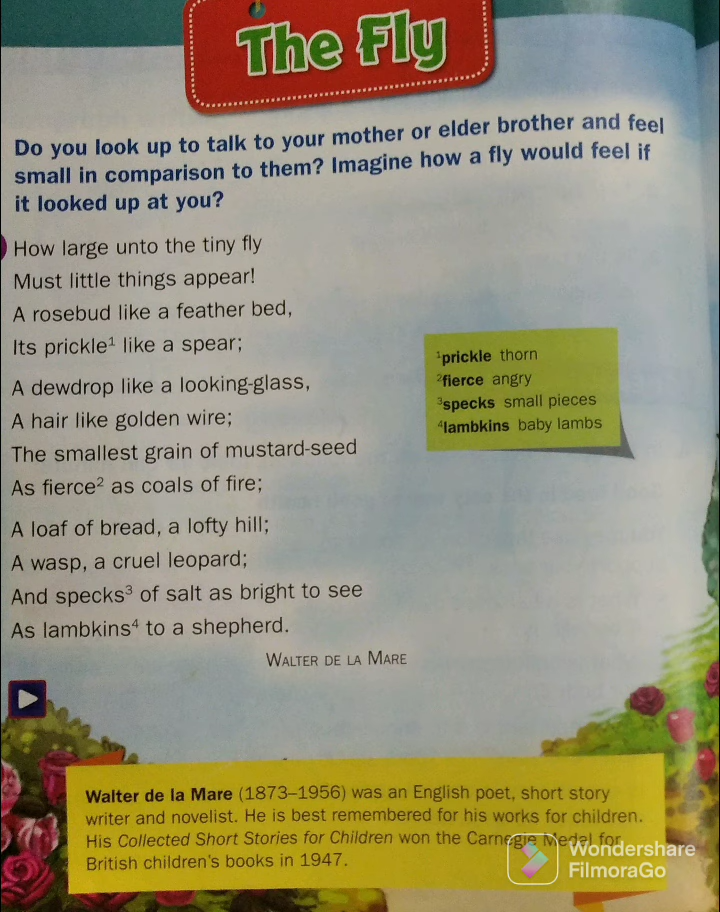 The Fly
Do you look up to talk to your mother or elder brother and feel
small in comparison to them? Imagine how a fly would feel if
it looked up at you?
How large unto the tiny fly
Must little things appear!
A rosebud like a feather bed,
Its prickle¹ like a spear;
A dewdrop like a looking-glass,
A hair like golden wire;
The smallest grain of mustard-seed
As fierce² as coals of fire;
A loaf of bread, a lofty hill;
A wasp, a cruel leopard;
And specks³ of salt as bright to see
As lambkins⁴ to a shepherd.
WALTER DE LA MARE
¹prickle thorn
²fierce angry
³specks small pieces
⁴lambkins baby lambs
Walter de la Mare (1873–1956) was an English poet, short story
writer and novelist. He is best remembered for his works for children.
His Collected Short Stories for Children won the Carnegie Medal for
British children's books in 1947.
Wondershare
FilmoraGo